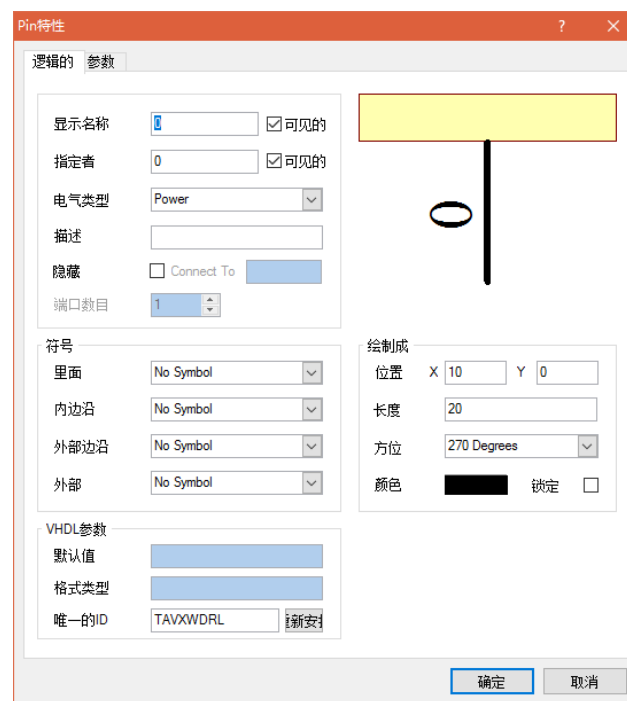 Pin特性 ? ×
逻辑的 参数
显示名称 0 可见的
指定者 0 可见的
电气类型 Power
描述
隐藏 Connect To
端口数目 1
0
符号
里面 No Symbol
内边沿 No Symbol
外部边沿 No Symbol
外部 No Symbol
绘制成
位置 X 10 Y 0
长度 20
方位 270 Degrees
颜色 锁定
VHDL参数
默认值
格式类型
唯一的ID TAVXWDRL 重新安排
确定 取消